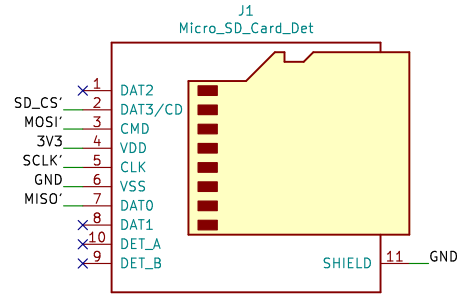 J1
Micro_SD_Card_Det
1 DAT2
SD_CS' 2 DAT3/CD
MOSI' 3 CMD
3V3 4 VDD
SCLK' 5 CLK
GND 6 VSS
MISO' 7 DAT0
8 DAT1
10 DET_A
9 DET_B
SHIELD 11 GND